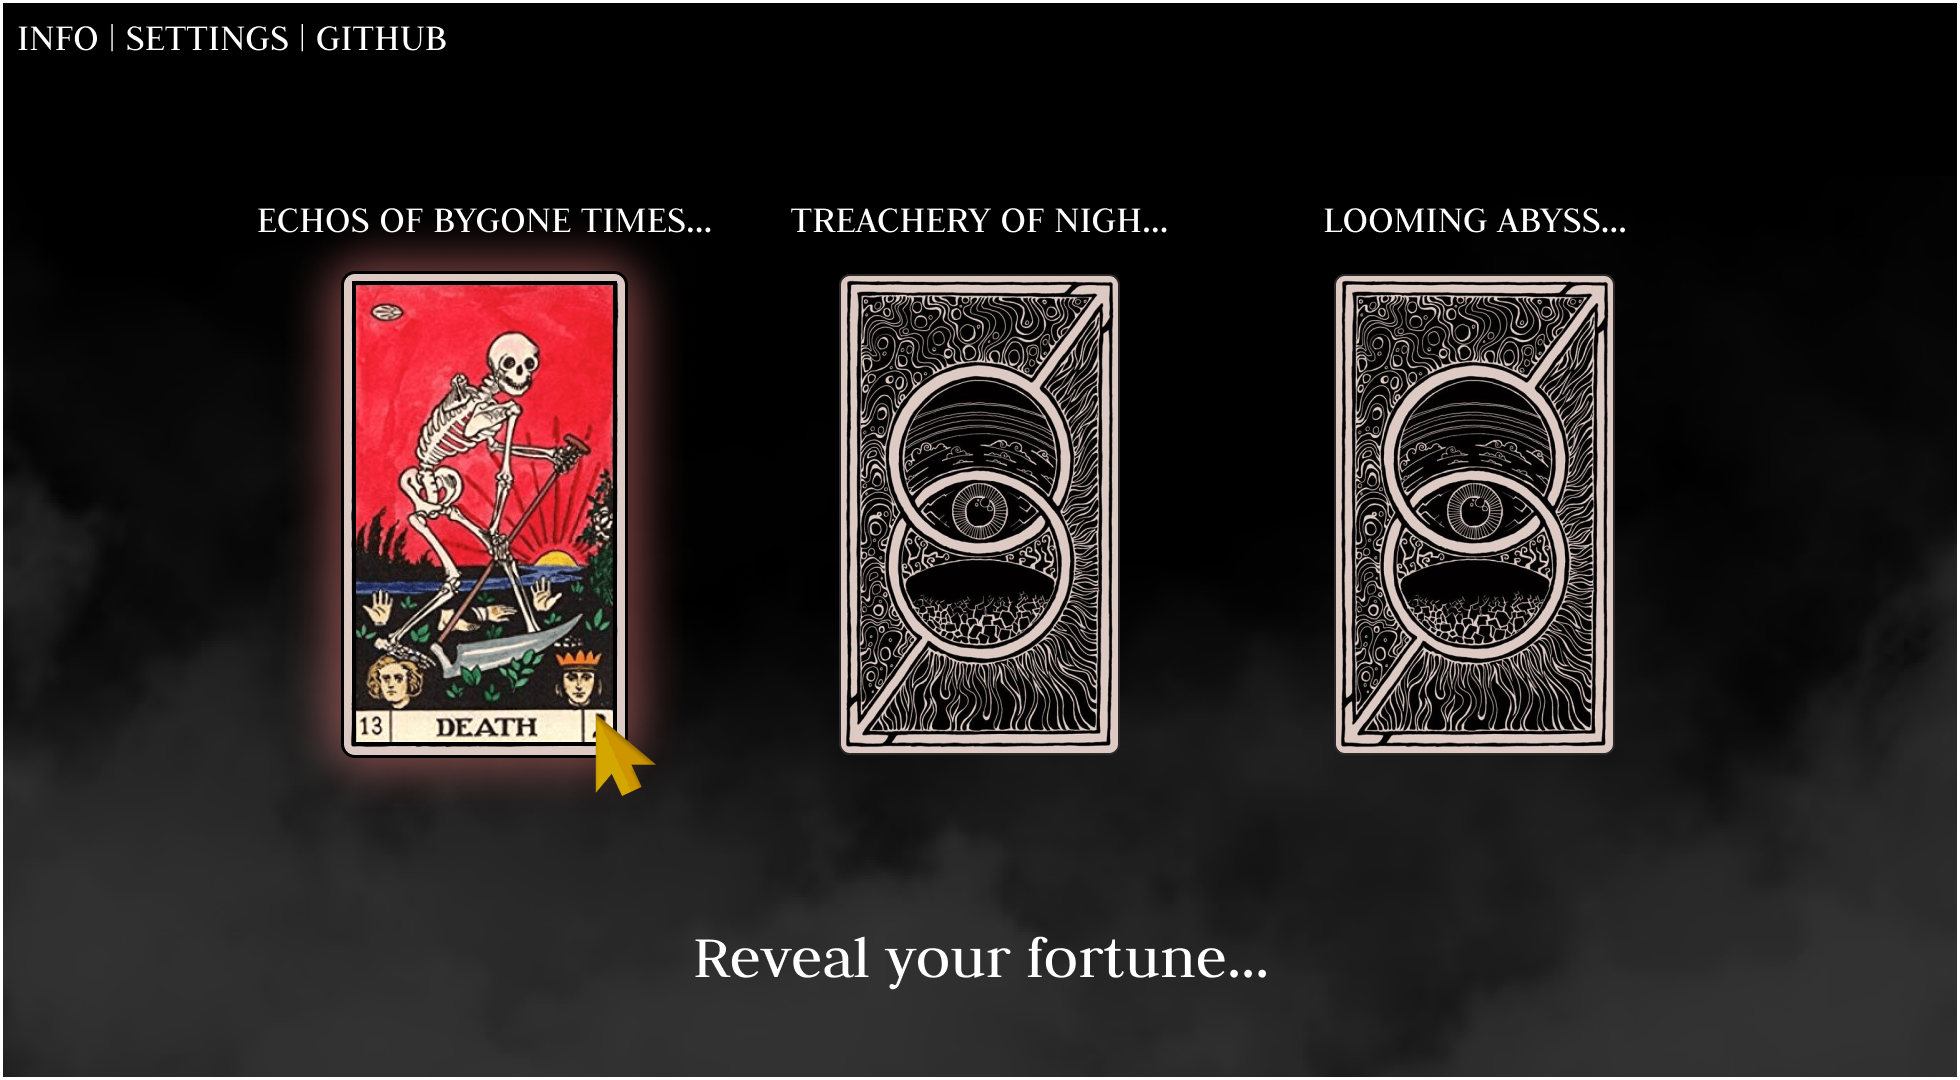 INFO | SETTINGS | GITHUB
ECHOS OF BYGONE TIMES...
TREACHERY OF NIGH...
LOOMING ABYSS...
13
DEATH
Reveal your fortune...